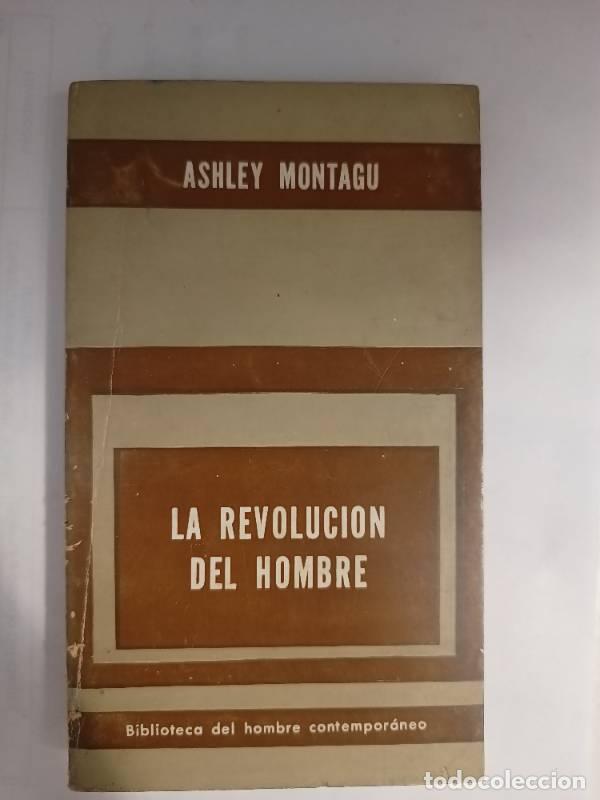 ASHLEY MONTAGU
LA REVOLUCION
DEL HOMBRE
Biblioteca del hombre contemporáneo
todocoleccion